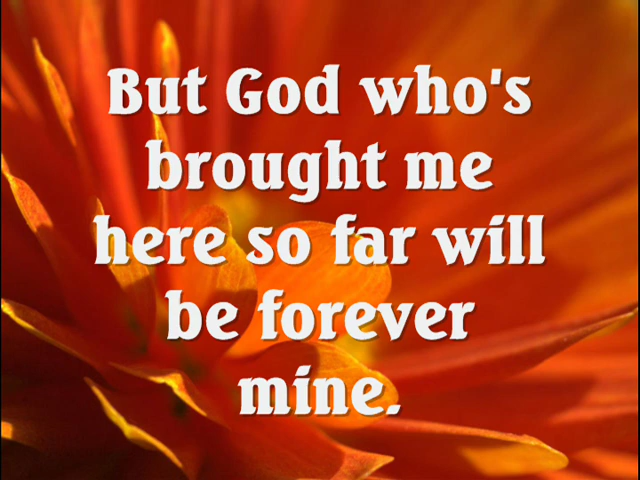 But God who's
brought me
here so far will
be forever
mine.